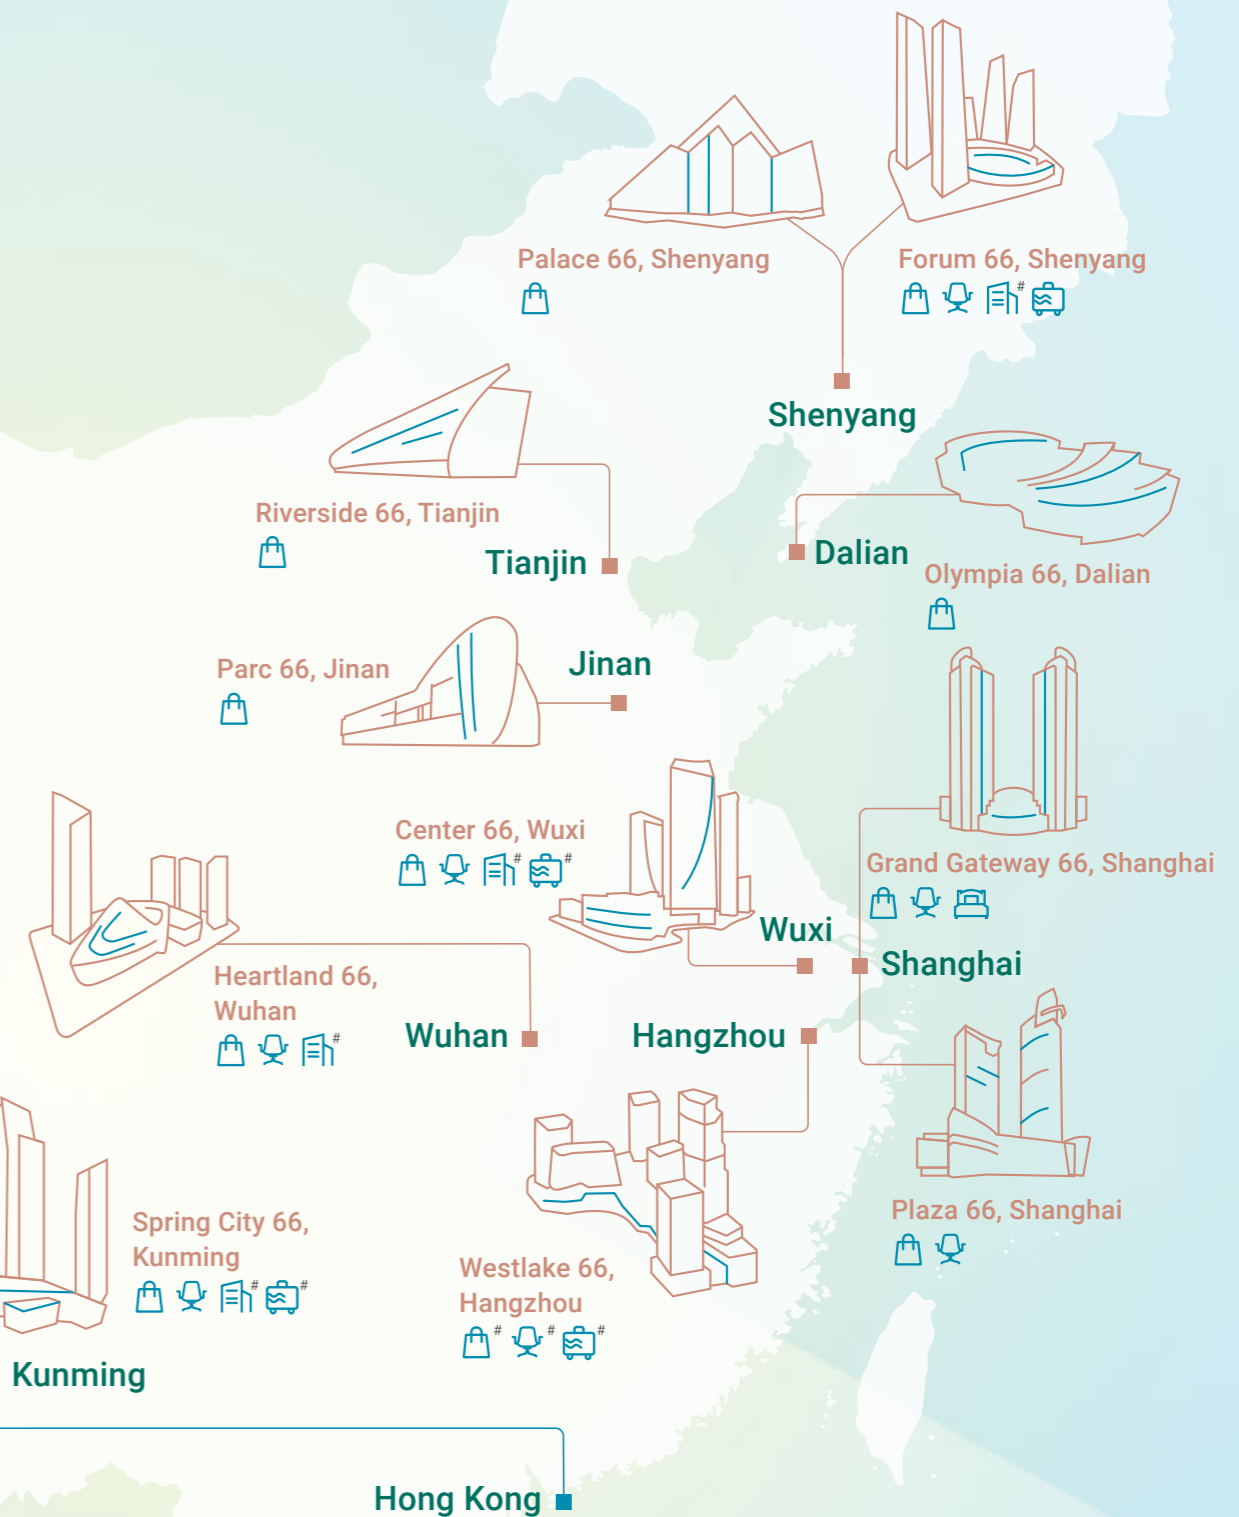 Palace 66, Shenyang
Forum 66, Shenyang
#
Shenyang
Riverside 66, Tianjin
Tianjin
Dalian
Olympia 66, Dalian
Parc 66, Jinan
Jinan
Center 66, Wuxi
# #
Grand Gateway 66, Shanghai
Wuxi
Shanghai
Heartland 66,
Wuhan
#
Wuhan
Hangzhou
Plaza 66, Shanghai
Spring City 66,
Kunming
# #
Westlake 66,
Hangzhou
# # #
Kunming
Hong Kong